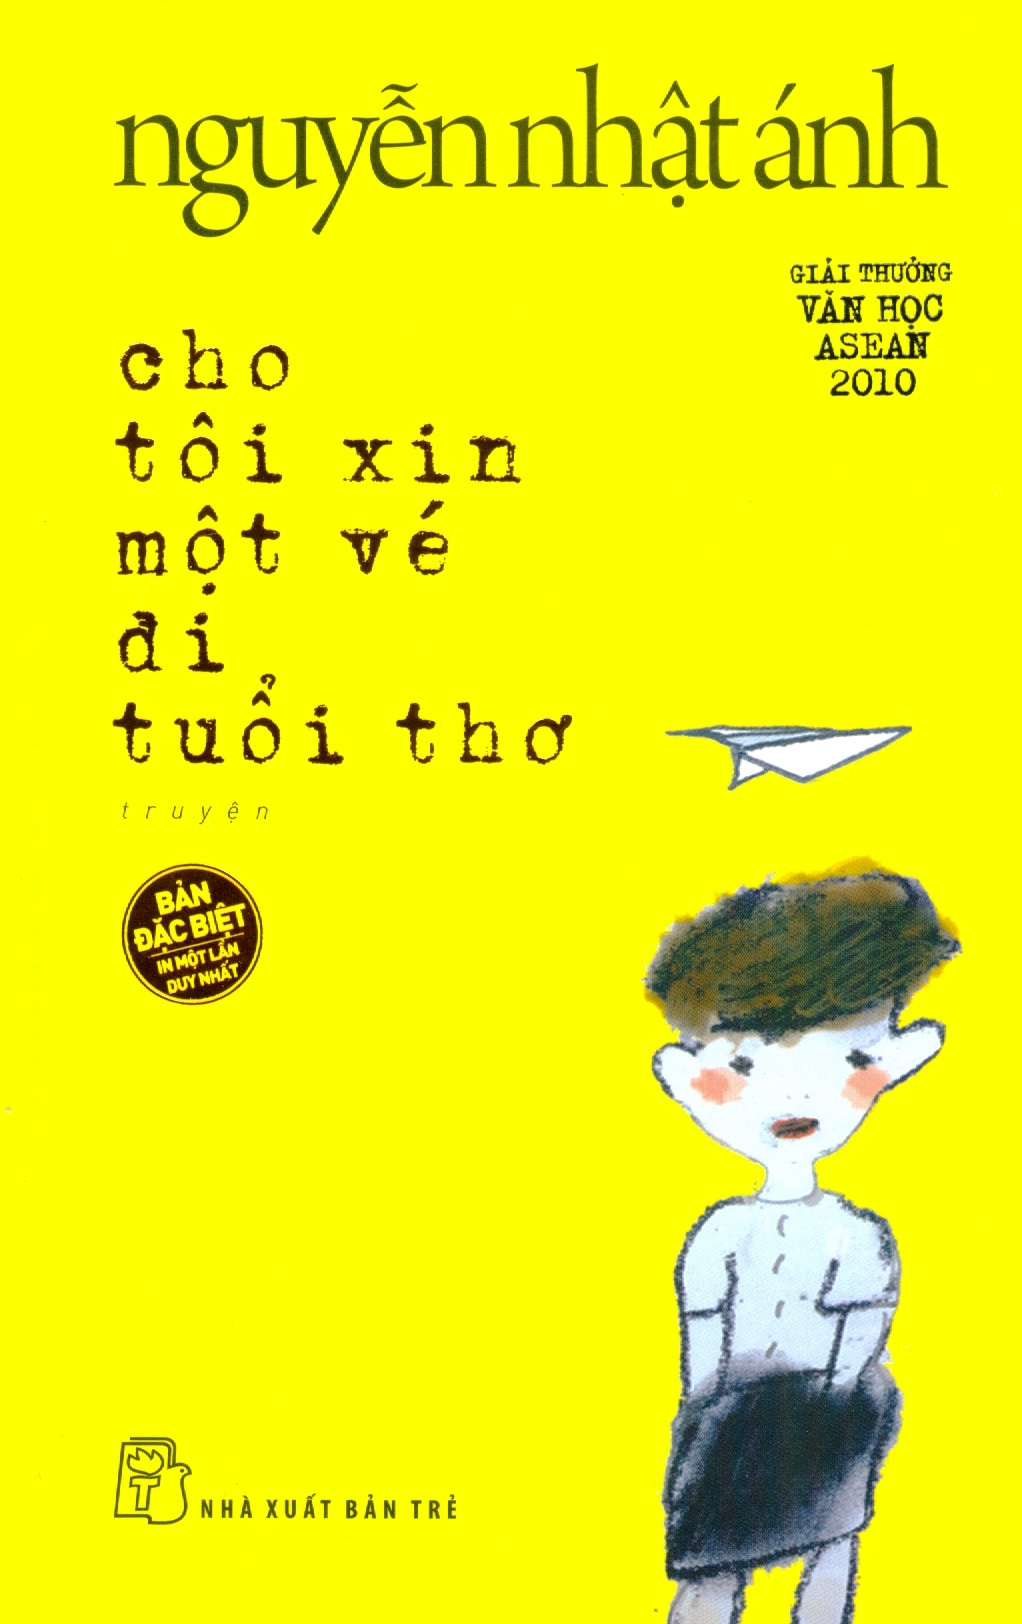 nguyễn nhật ánh
GIẢI THƯỞNG
VĂN HỌC
ASEAN
2010
cho
tôi xin
một vé
đi
tuổi thơ
truyện
BẢN
ĐẶC BIỆT
IN MỘT LẦN
DUY NHẤT
T
NHÀ XUẤT BẢN TRẺ